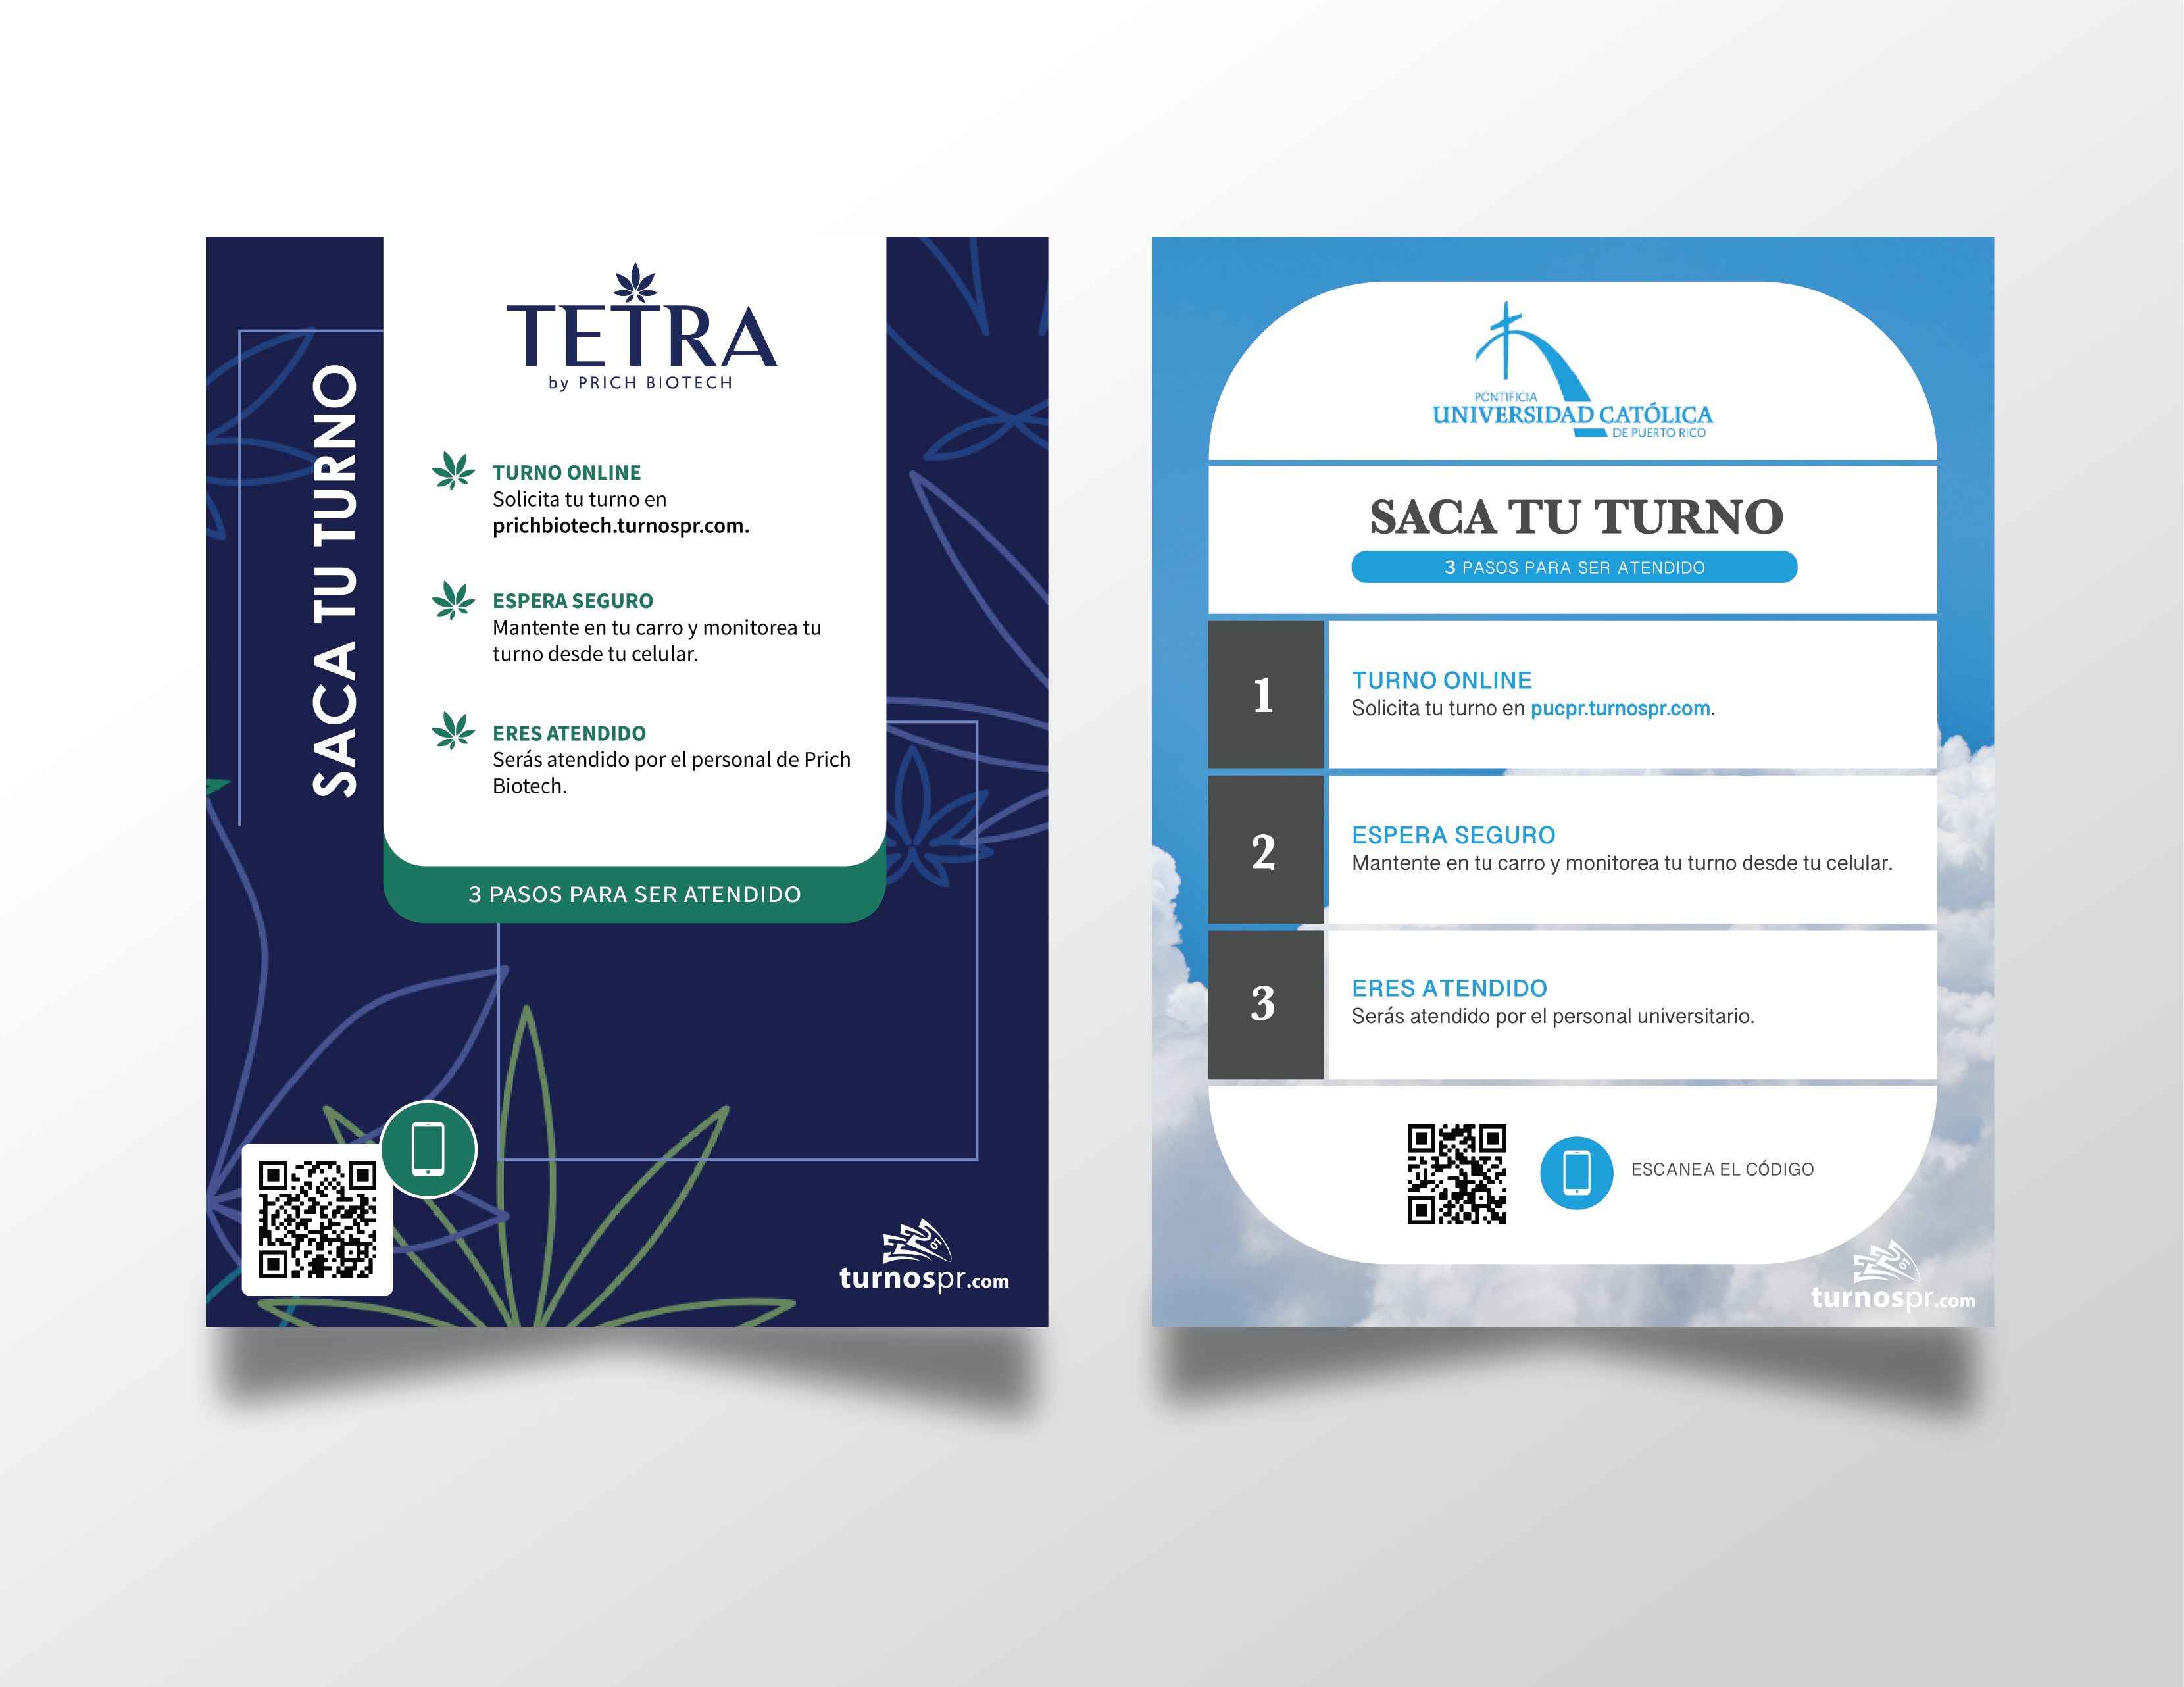 SACA TU TURNO
TETRA
by PRICH BIOTECH
TURNO ONLINE
Solicita tu turno en
prichbiotech.turnospr.com.
ESPERA SEGURO
Mantente en tu carro y monitorea tu
turno desde tu celular.
ERES ATENDIDO
Serás atendido por el personal de Prich
Biotech.
3 PASOS PARA SER ATENDIDO
turnospr.com
PONTIFICIA
UNIVERSIDAD CATÓLICA
DE PUERTO RICO
SACA TU TURNO
3 PASOS PARA SER ATENDIDO
1
TURNO ONLINE
Solicita tu turno en pucpr.turnospr.com.
2
ESPERA SEGURO
Mantente en tu carro y monitorea tu turno desde tu celular.
3
ERES ATENDIDO
Serás atendido por el personal universitario.
ESCANEA EL CÓDIGO
turnospr.com